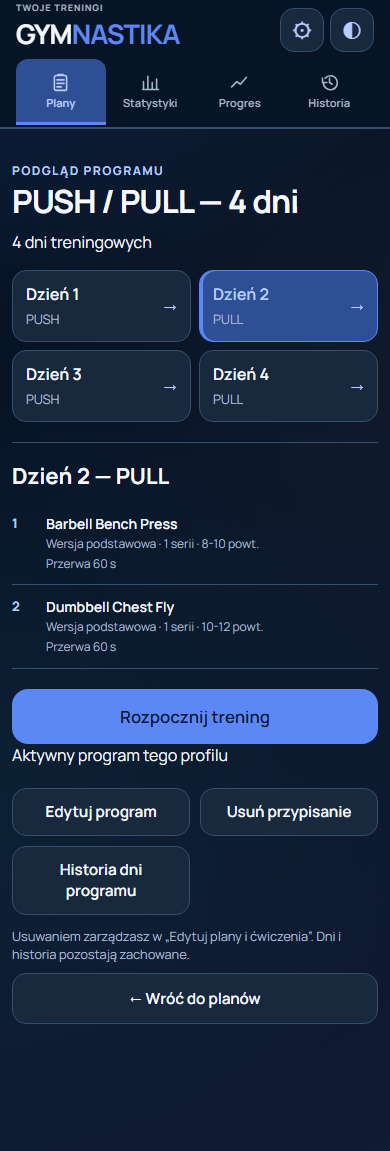 TWOJE TRENINGI
GYMNASTIKA
Plany
Statystyki
Progres
Historia
PODGLĄD PROGRAMU
PUSH / PULL — 4 dni
4 dni treningowych
Dzień 1
PUSH
→
Dzień 2
PULL
→
Dzień 3
PUSH
→
Dzień 4
PULL
→
Dzień 2 — PULL
1
Barbell Bench Press
Wersja podstawowa · 1 serii · 8-10 powt.
Przerwa 60 s
2
Dumbbell Chest Fly
Wersja podstawowa · 1 serii · 10-12 powt.
Przerwa 60 s
Rozpocznij trening
Aktywny program tego profilu
Edytuj program
Usuń przypisanie
Historia dni
programu
Usuwaniem zarządzasz w „Edytuj plany i ćwiczenia”. Dni i
historia pozostają zachowane.
← Wróć do planów